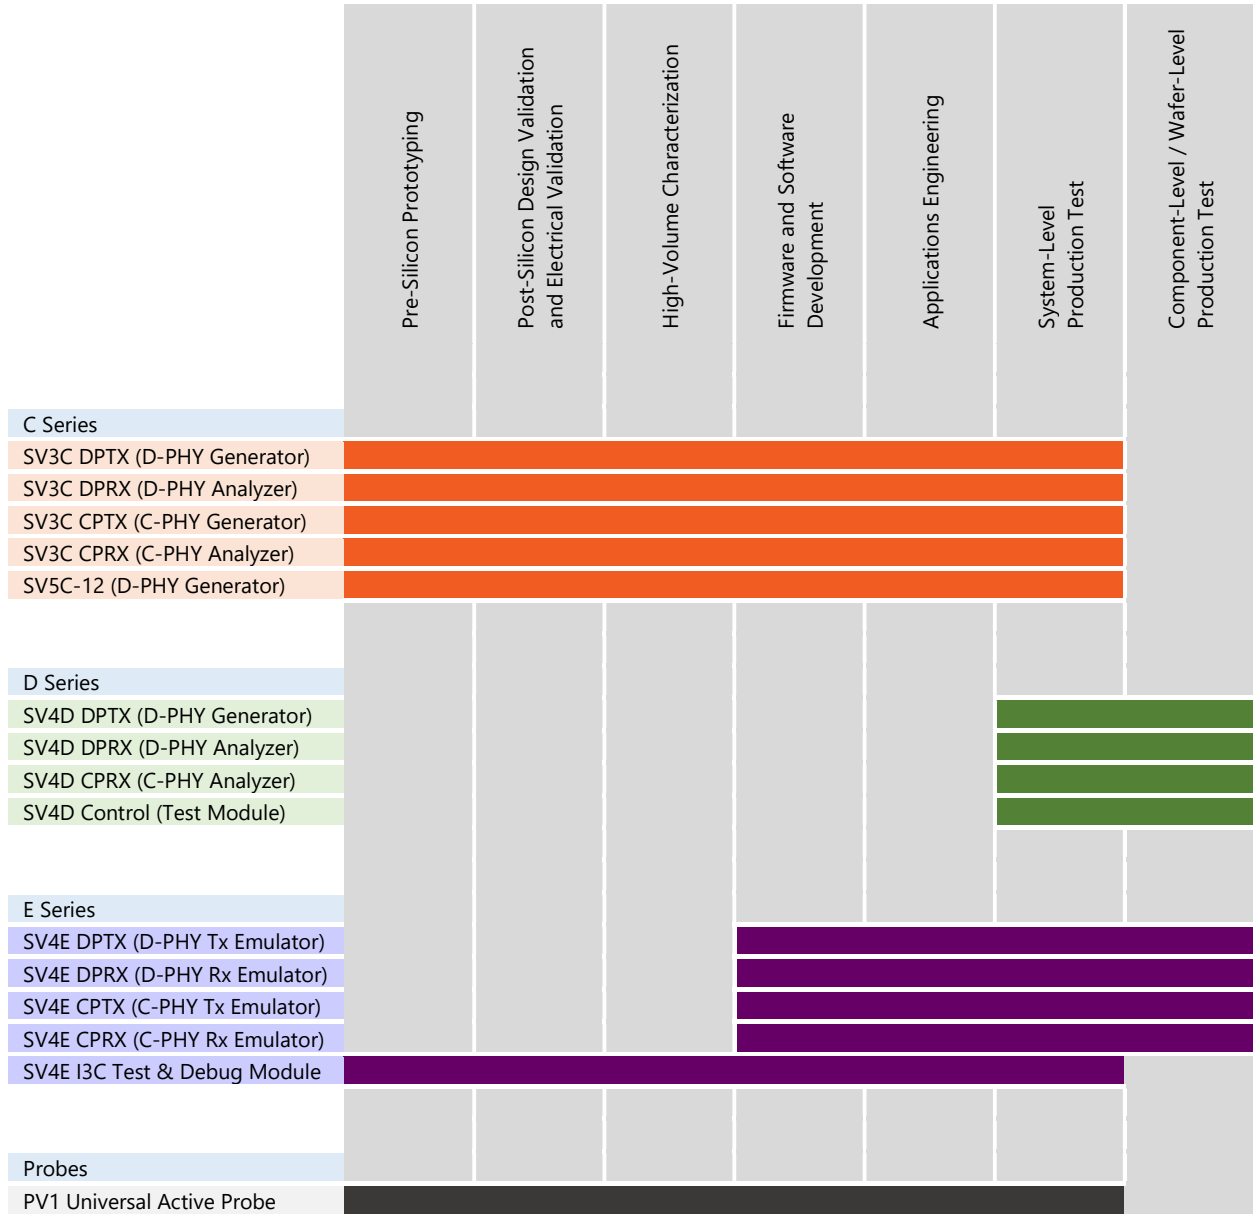 Pre-Silicon Prototyping
Post-Silicon Design Validation
and Electrical Validation
High-Volume Characterization
Firmware and Software
Development
Applications Engineering
System-Level
Production Test
Component-Level / Wafer-Level
Production Test
C Series
SV3C DPTX (D-PHY Generator)
SV3C DPRX (D-PHY Analyzer)
SV3C CPTX (C-PHY Generator)
SV3C CPRX (C-PHY Analyzer)
SV5C-12 (D-PHY Generator)
D Series
SV4D DPTX (D-PHY Generator)
SV4D DPRX (D-PHY Analyzer)
SV4D CPRX (C-PHY Analyzer)
SV4D Control (Test Module)
E Series
SV4E DPTX (D-PHY Tx Emulator)
SV4E DPRX (D-PHY Rx Emulator)
SV4E CPTX (C-PHY Tx Emulator)
SV4E CPRX (C-PHY Rx Emulator)
SV4E I3C Test & Debug Module
Probes
PV1 Universal Active Probe